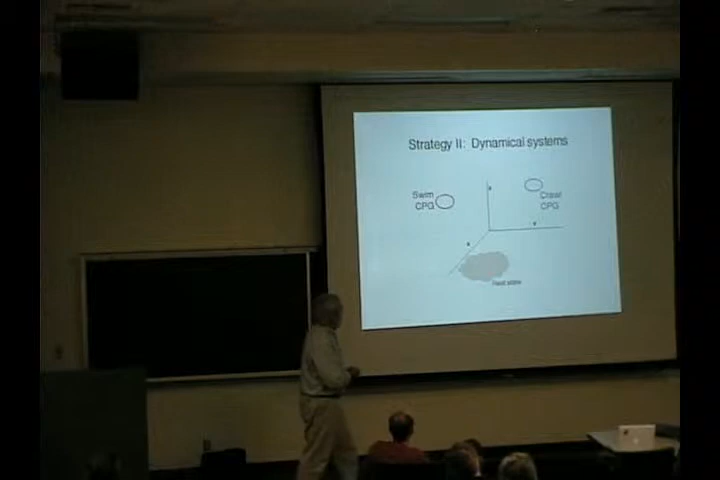 Strategy II: Dynamical systems
Swim
CPG
Crawl
CPG
Rest state